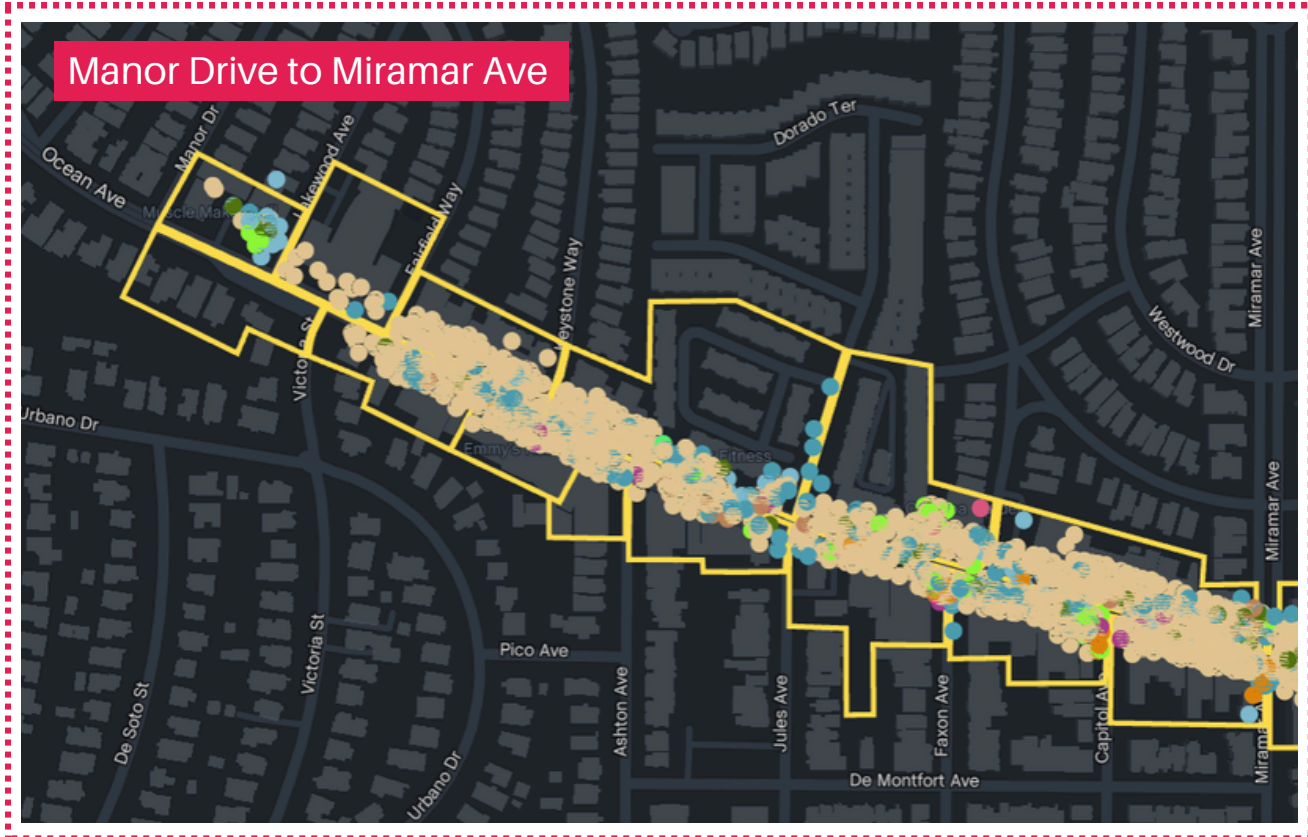 Manor Drive to Miramar Ave
Manor Dr
Lakewood Ave
Ocean Ave
Dorado Ter
Fairfield Way
Keystone Way
Miramar Ave
Westwood Dr
Victoria St
Urbano Dr
Fitness
Miramar Ave
Pico Ave
Victoria St
De Soto St
Ashton Ave
Jules Ave
Faxon Ave
Capitol Ave
Urbano Dr
De Montfort Ave